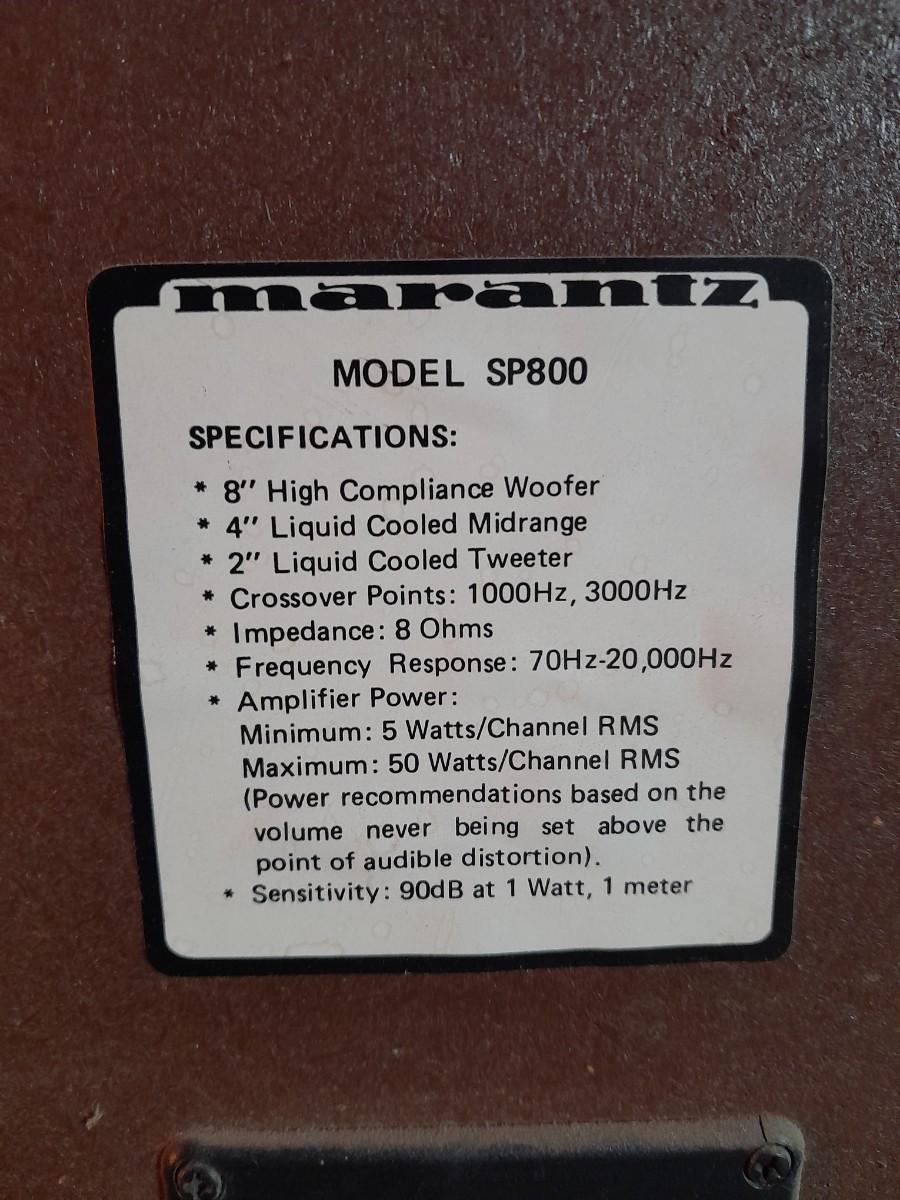 marantz
MODEL SP800
SPECIFICATIONS:
* 8" High Compliance Woofer
* 4" Liquid Cooled Midrange
* 2" Liquid Cooled Tweeter
* Crossover Points: 1000Hz, 3000Hz
* Impedance: 8 Ohms
* Frequency Response: 70Hz-20,000Hz
* Amplifier Power:
Minimum: 5 Watts/Channel RMS
Maximum: 50 Watts/Channel RMS
(Power recommendations based on the
volume never being set above the
point of audible distortion).
* Sensitivity: 90dB at 1 Watt, 1 meter